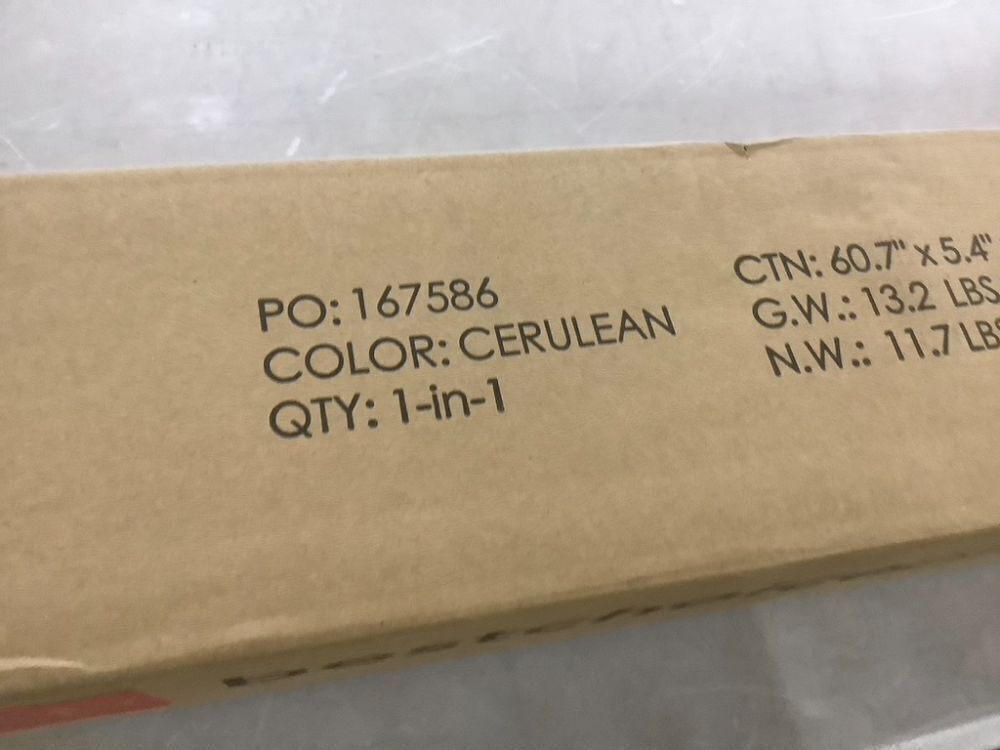 PO: 167586
COLOR: CERULEAN
QTY: 1-in-1
CTN: 60.7" x 5.4"
G.W.: 13.2 LBS
N.W.: 11.7 LBS